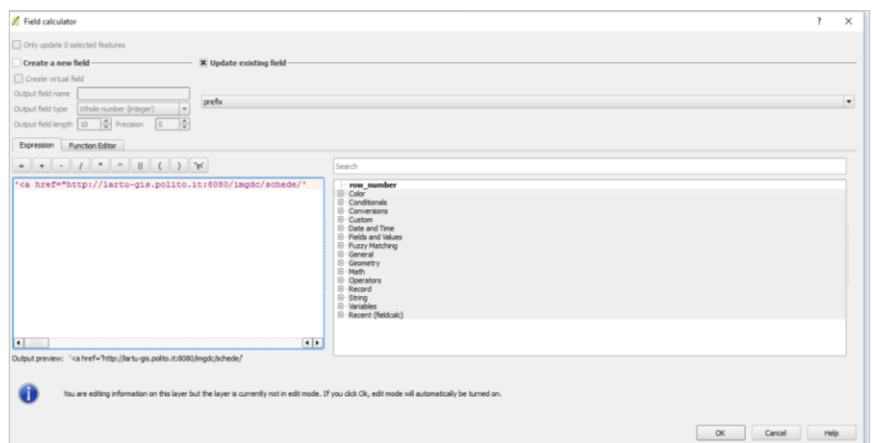 Field calculator
? ×
Only update 0 selected features
Create a new field
Update existing field
Create virtual field
Output field name
prefix
Output field type Whole number (integer)
Output field length 10 Precision 0
Expression Function Editor
= + - / * ^ || ( ) '\n'
Search
'<a href="http://lartu-gis.polito.it:8080/imgdc/schede/'
row_number
Color
Conditionals
Conversions
Custom
Date and Time
Fields and Values
Fuzzy Matching
General
Geometry
Math
Operators
Record
String
Variables
Recent (fieldcalc)
Output preview: '<a href="http://lartu-gis.polito.it:8080/imgdc/schede/'
You are editing information on this layer but the layer is currently not in edit mode. If you click Ok, edit mode will automatically be turned on.
OK Cancel Help